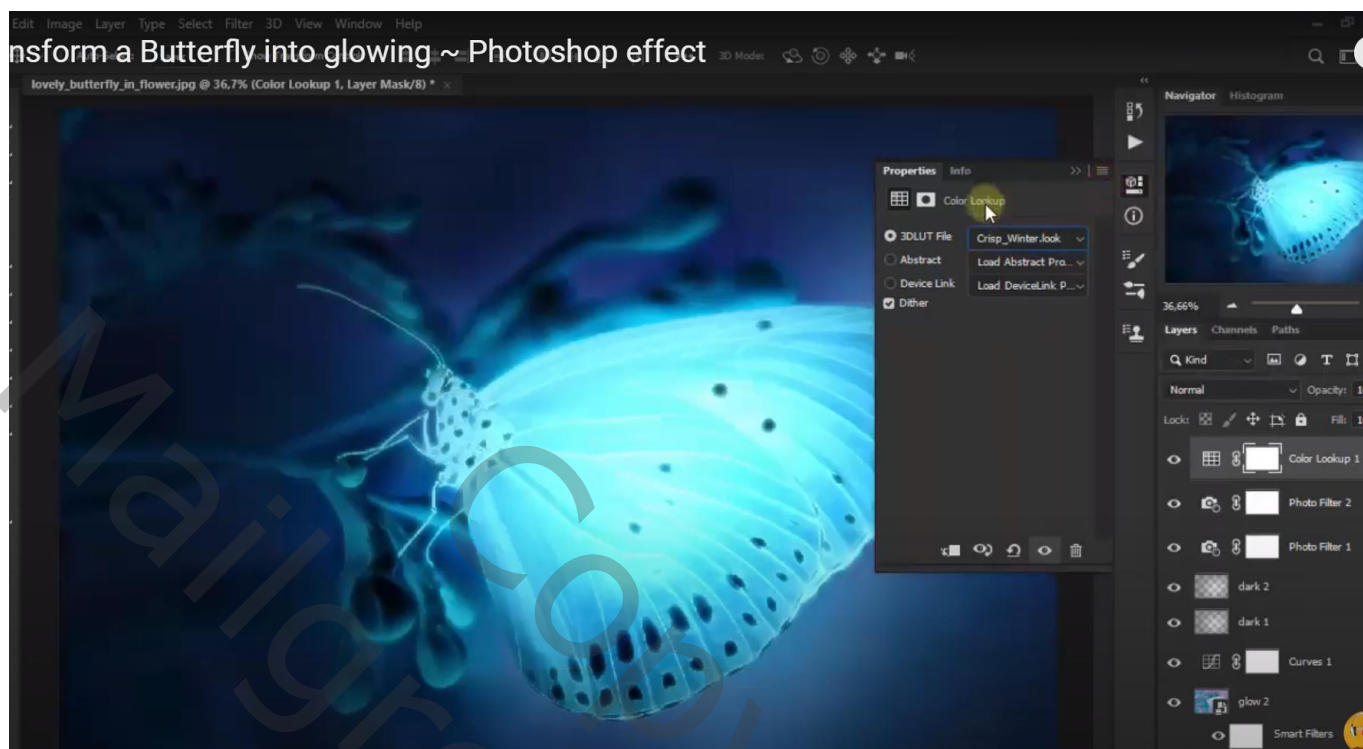 Edit Image Layer Type Select Filter 3D View Window Help
nsform a Butterfly into glowing ~ Photoshop effect
3D Mode:
lovely_butterfly_in_flower.jpg @ 36,7% (Color Lookup 1, Layer Mask/8) * ×
Navigator Histogram
Properties Info
Color Lookup
3DLUT File Crisp_Winter.look
Abstract Load Abstract Pro...
Device Link Load DeviceLink P...
Dither
36,66%
Layers Channels Paths
Kind
Normal Opacity:
Lock: Fill:
Color Lookup 1
Photo Filter 2
Photo Filter 1
dark 2
dark 1
Curves 1
glow 2
Smart Filters